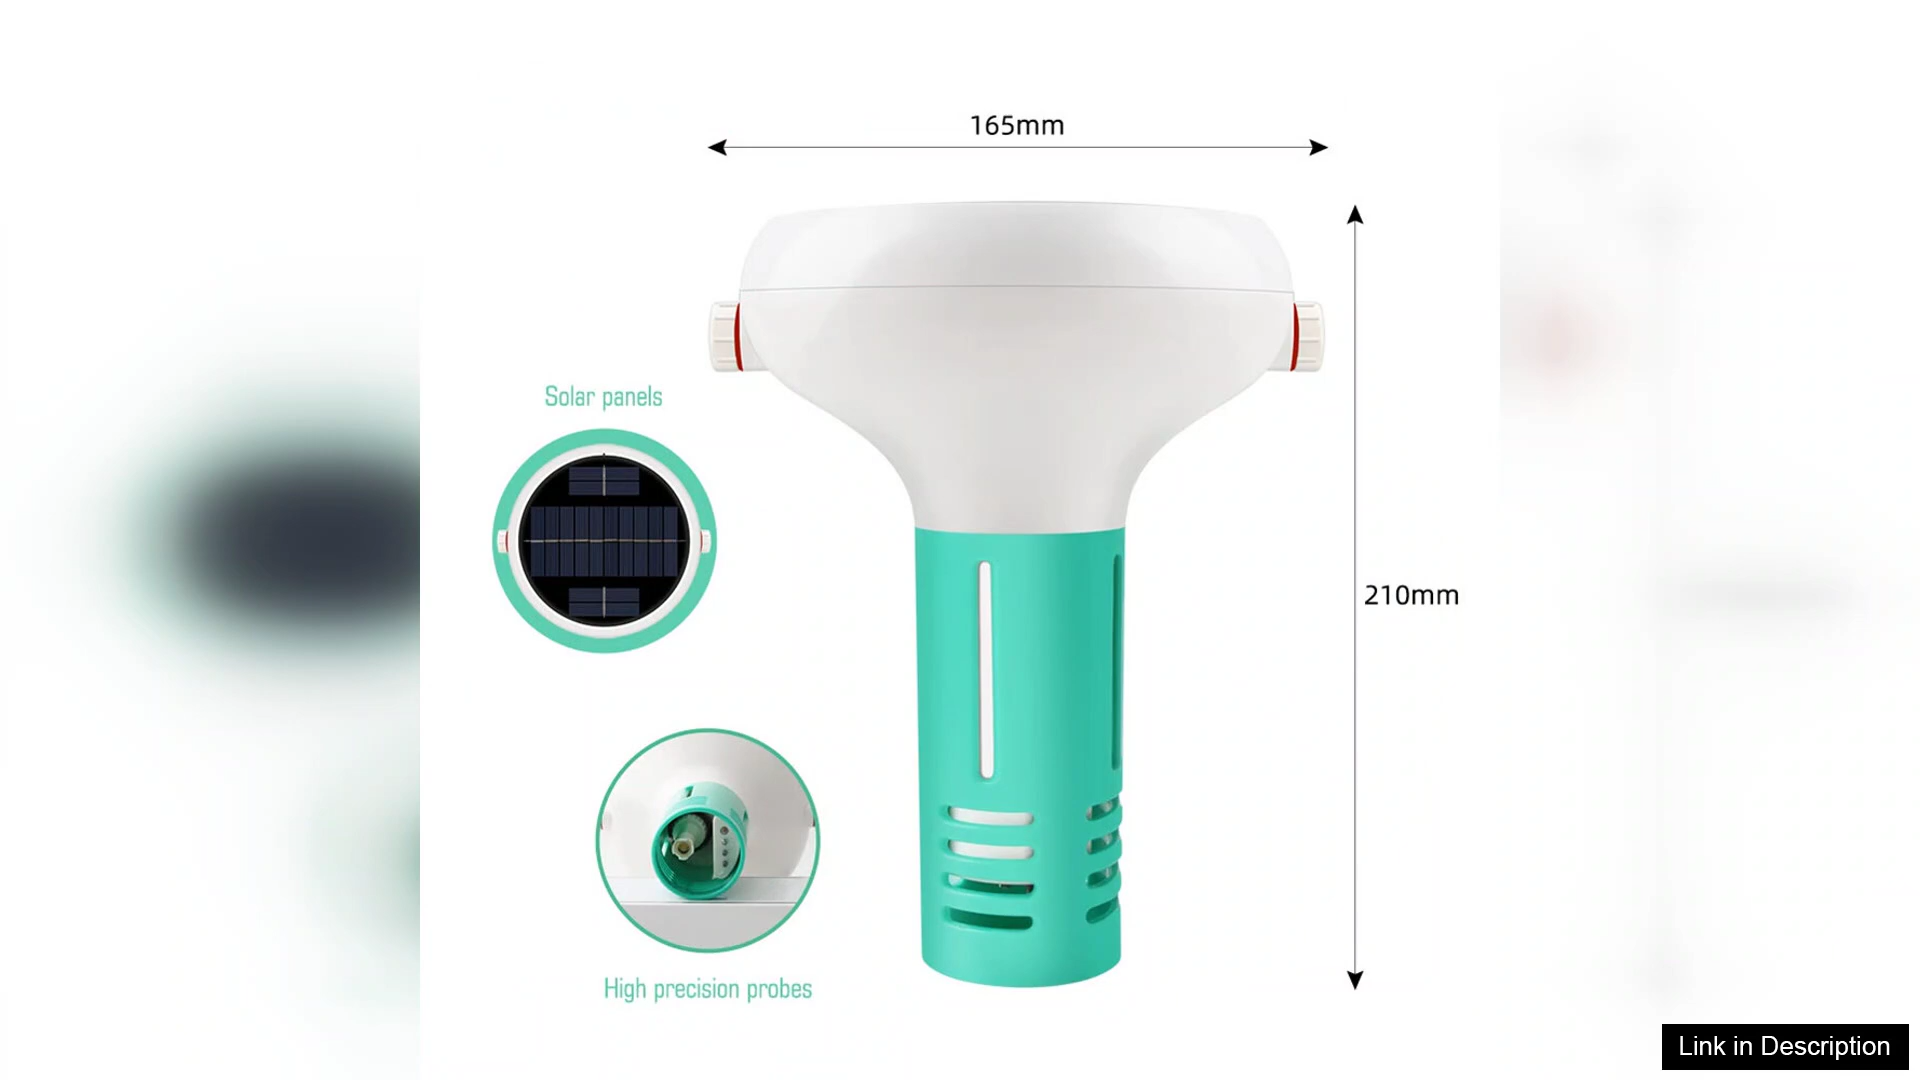 165mm
Solar panels
210mm
High precision probes
Link in Description